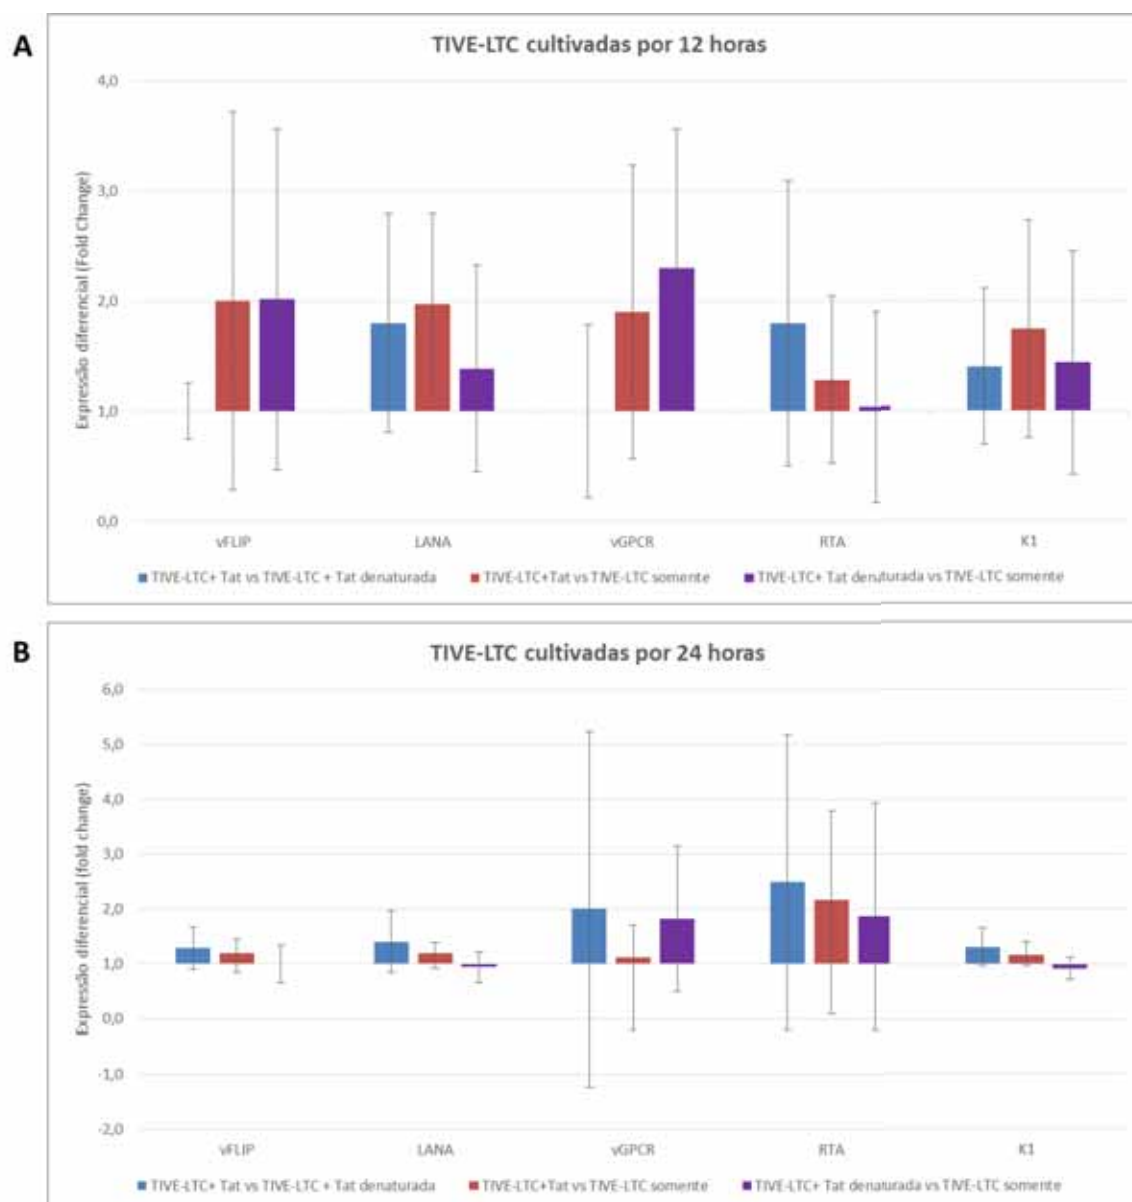 A
TIVE-LTC cultivadas por 12 horas
Expressão diferencial (Fold Change)
4,0
3,0
2,0
1,0
0,0
vFLIP LANA vGPCR RTA K1
TIVE-LTC+ Tat vs TIVE-LTC + Tat denaturada TIVE-LTC+Tat vs TIVE-LTC somente TIVE-LTC+ Tat denaturada vs TIVE-LTC somente
B
TIVE-LTC cultivadas por 24 horas
Expressão diferencial (fold change)
6,0
5,0
4,0
3,0
2,0
1,0
0,0
-1,0
-2,0
vFLIP LANA vGPCR RTA K1
TIVE-LTC+ Tat vs TIVE-LTC + Tat denaturada TIVE-LTC+Tat vs TIVE-LTC somente TIVE-LTC+ Tat denaturada vs TIVE-LTC somente